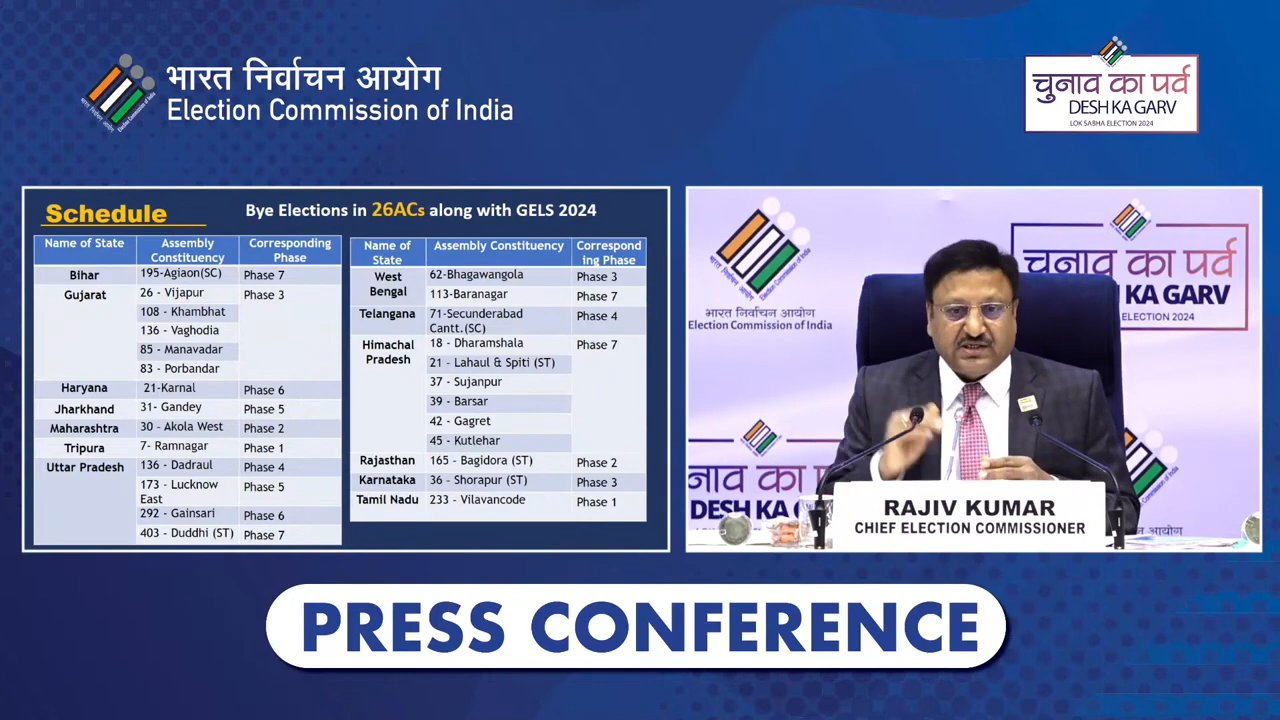 भारत निर्वाचन आयोग
Election Commission of India
चुनाव का पर्व
DESH KA GARV
LOK SABHA ELECTION 2024
Schedule
Bye Elections in 26ACs along with GELS 2024
Name of State Assembly Constituency Corresponding Phase
Bihar 195-Agiaon(SC) Phase 7
Gujarat 26 - Vijapur Phase 3
108 - Khambhat
136 - Vaghodia
85 - Manavadar
83 - Porbandar
Haryana 21-Karnal Phase 6
Jharkhand 31- Gandey Phase 5
Maharashtra 30 - Akola West Phase 2
Tripura 7- Ramnagar Phase 1
Uttar Pradesh 136 - Dadraul Phase 4
173 - Lucknow East Phase 5
292 - Gainsari Phase 6
403 - Duddhi (ST) Phase 7
Name of State Assembly Constituency Correspond ing Phase
West Bengal 62-Bhagawangola Phase 3
113-Baranagar Phase 7
Telangana 71-Secunderabad Cantt.(SC) Phase 4
Himachal Pradesh 18 - Dharamshala Phase 7
21 - Lahaul & Spiti (ST)
37 - Sujanpur
39 - Barsar
42 - Gagret
45 - Kutlehar
Rajasthan 165 - Bagidora (ST) Phase 2
Karnataka 36 - Shorapur (ST) Phase 3
Tamil Nadu 233 - Vilavancode Phase 1
भारत निर्वाचन आयोग
Election Commission of India
चुनाव का पर्व
KA GARV
ELECTION 2024
का
DESH KA
आयोग
RAJIV KUMAR
CHIEF ELECTION COMMISSIONER
PRESS CONFERENCE